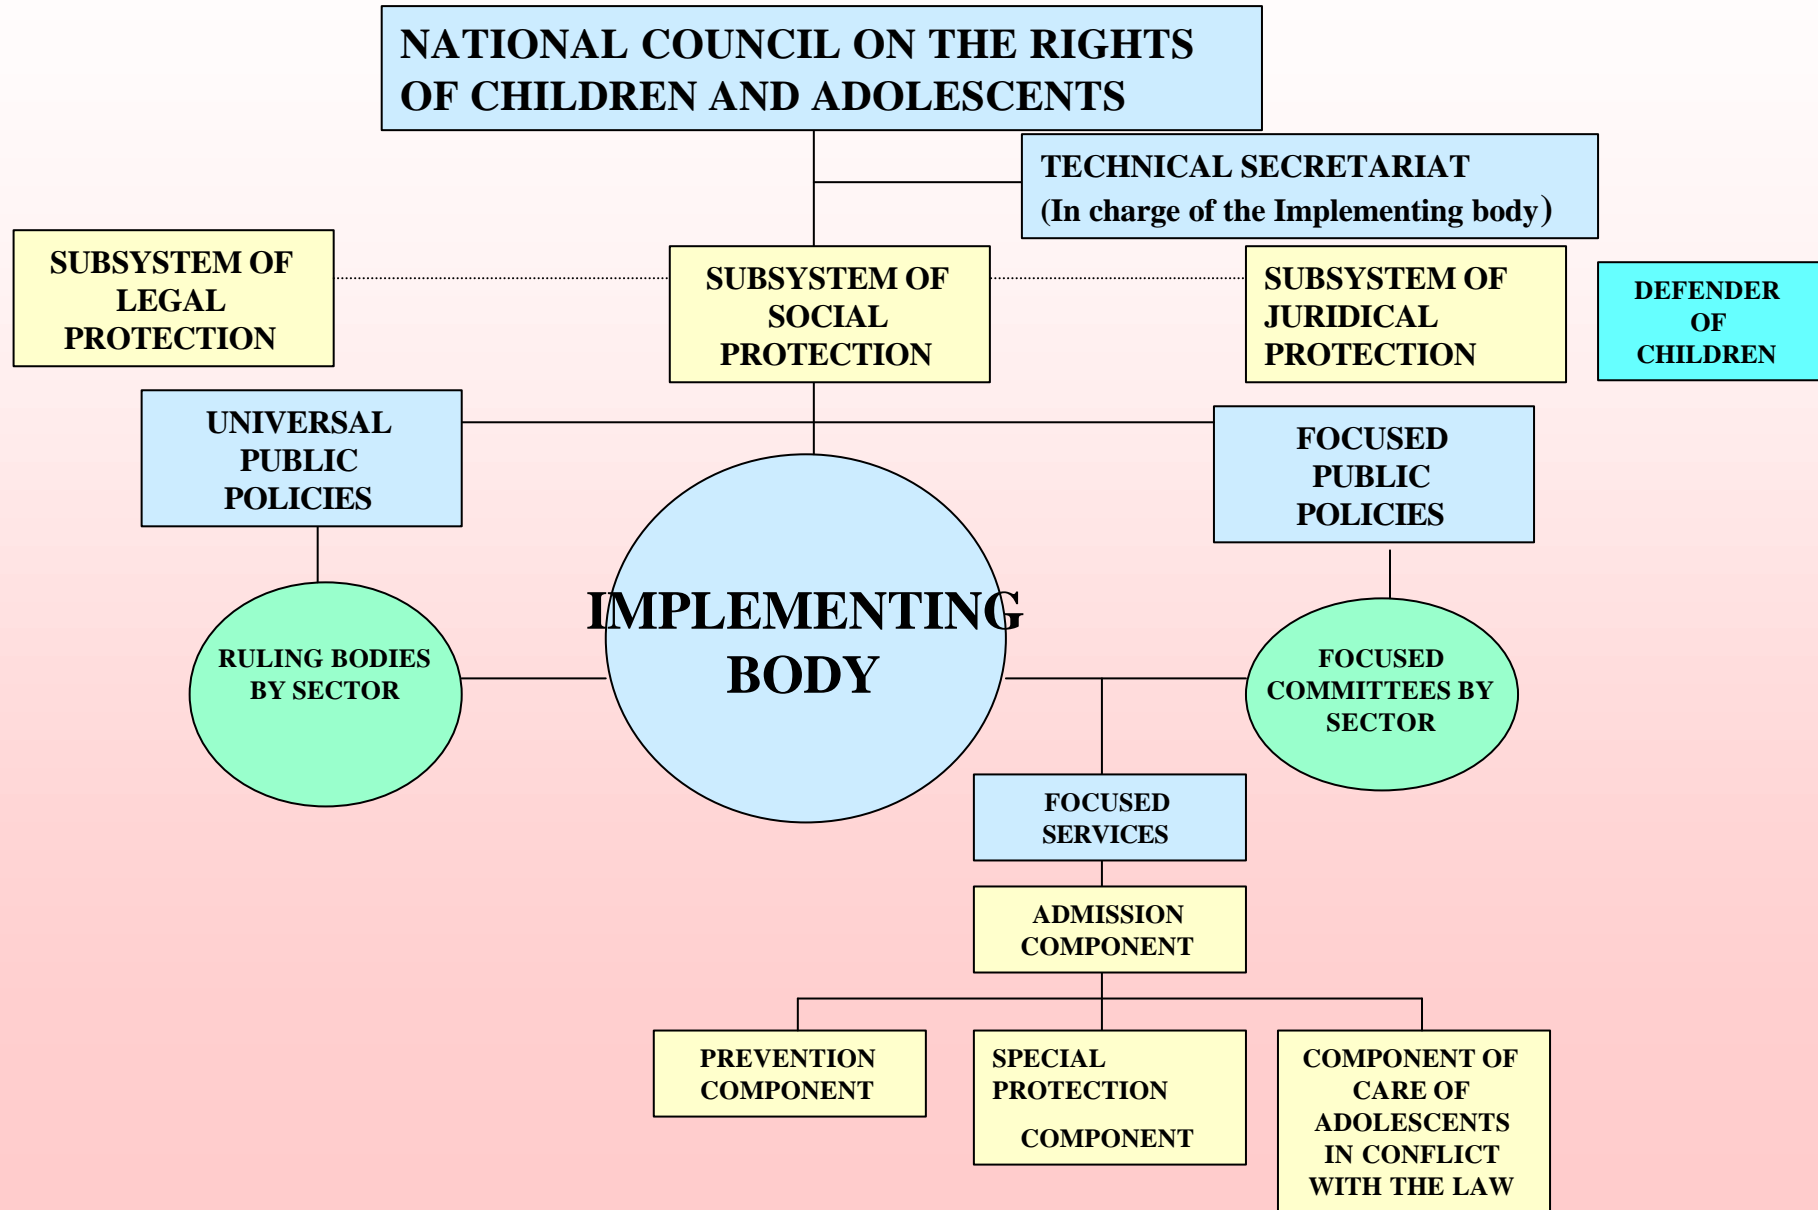 NATIONAL COUNCIL ON THE RIGHTS
OF CHILDREN AND ADOLESCENTS
TECHNICAL SECRETARIAT
(In charge of the Implementing body)
SUBSYSTEM OF
LEGAL
PROTECTION
SUBSYSTEM OF
SOCIAL
PROTECTION
SUBSYSTEM OF
JURIDICAL
PROTECTION
DEFENDER
OF
CHILDREN
UNIVERSAL
PUBLIC
POLICIES
FOCUSED
PUBLIC
POLICIES
IMPLEMENTING
BODY
RULING BODIES
BY SECTOR
FOCUSED
COMMITTEES BY
SECTOR
FOCUSED
SERVICES
ADMISSION
COMPONENT
PREVENTION
COMPONENT
SPECIAL
PROTECTION
COMPONENT
COMPONENT OF
CARE OF
ADOLESCENTS
IN CONFLICT
WITH THE LAW